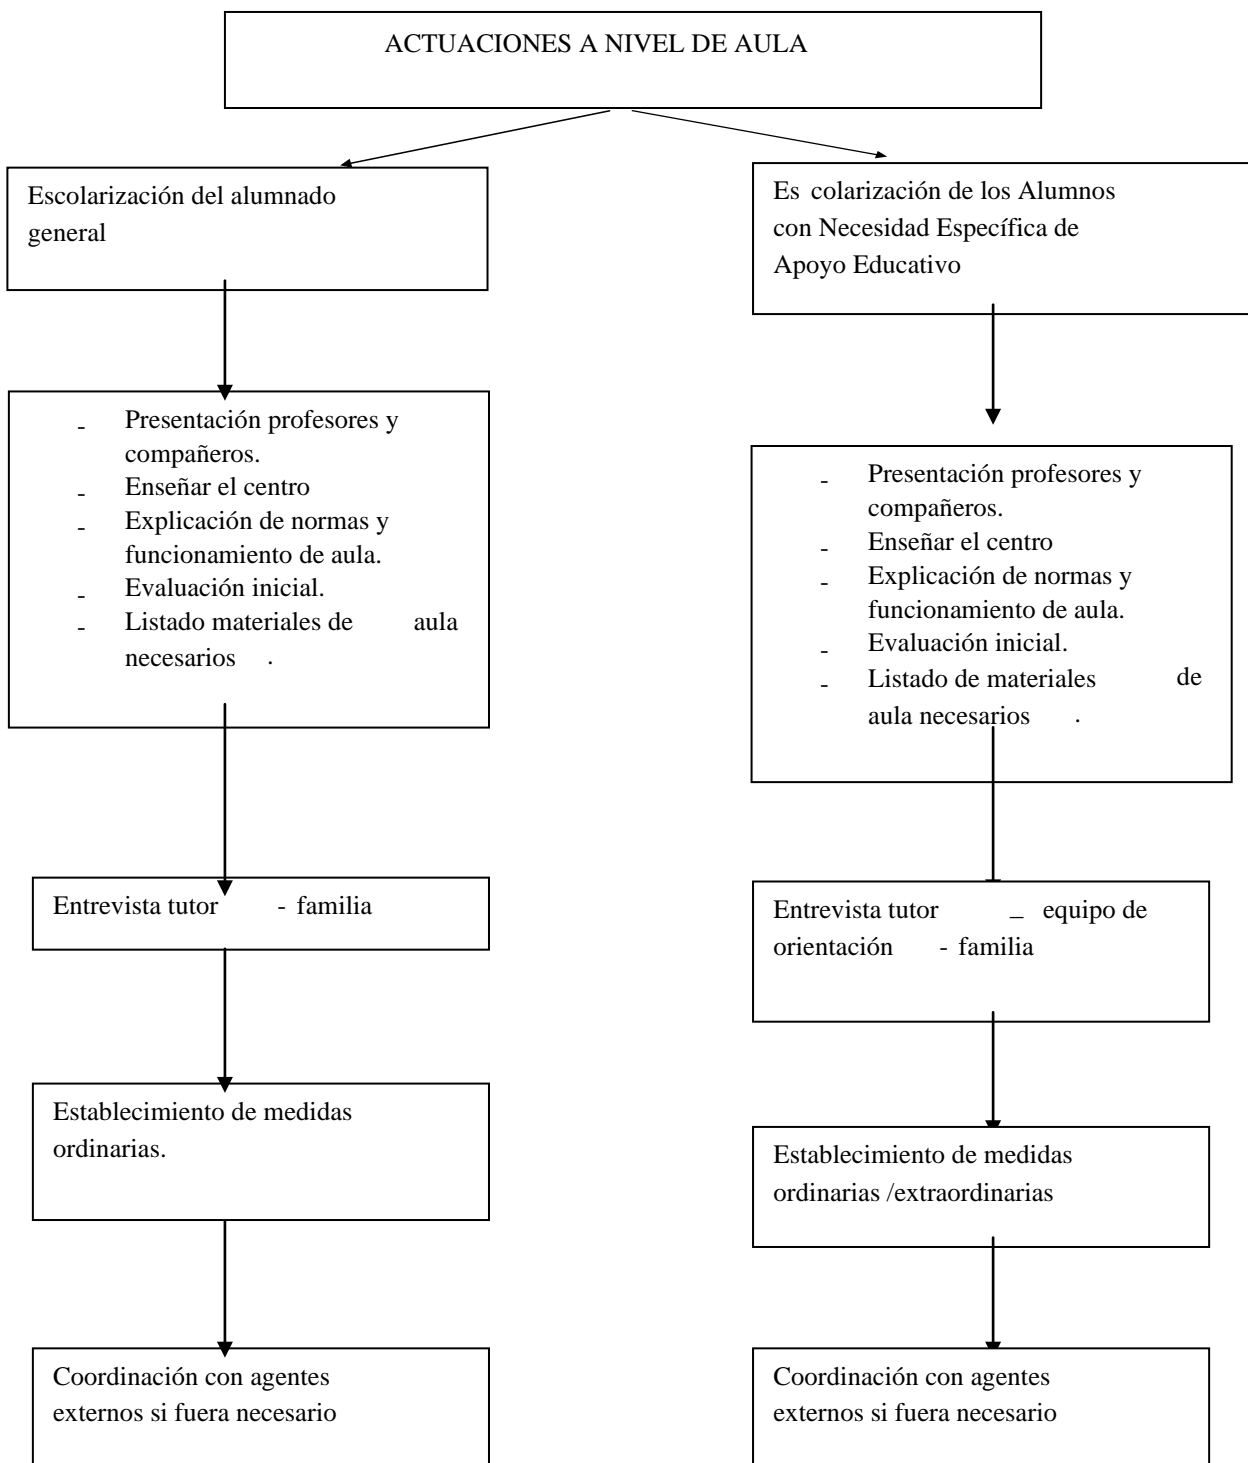 ACTUACIONES A NIVEL DE AULA
Escolarización del alumnado
general
- Presentación profesores y
compañeros.
- Enseñar el centro
- Explicación de normas y
funcionamiento de aula.
- Evaluación inicial.
- Listado materiales de aula
necesarios .
Entrevista tutor - familia
Establecimiento de medidas
ordinarias.
Coordinación con agentes
externos si fuera necesario
Es colarización de los Alumnos
con Necesidad Específica de
Apoyo Educativo
- Presentación profesores y
compañeros.
- Enseñar el centro
- Explicación de normas y
funcionamiento de aula.
- Evaluación inicial.
- Listado de materiales de
aula necesarios .
Entrevista tutor – equipo de
orientación - familia
Establecimiento de medidas
ordinarias /extraordinarias
Coordinación con agentes
externos si fuera necesario